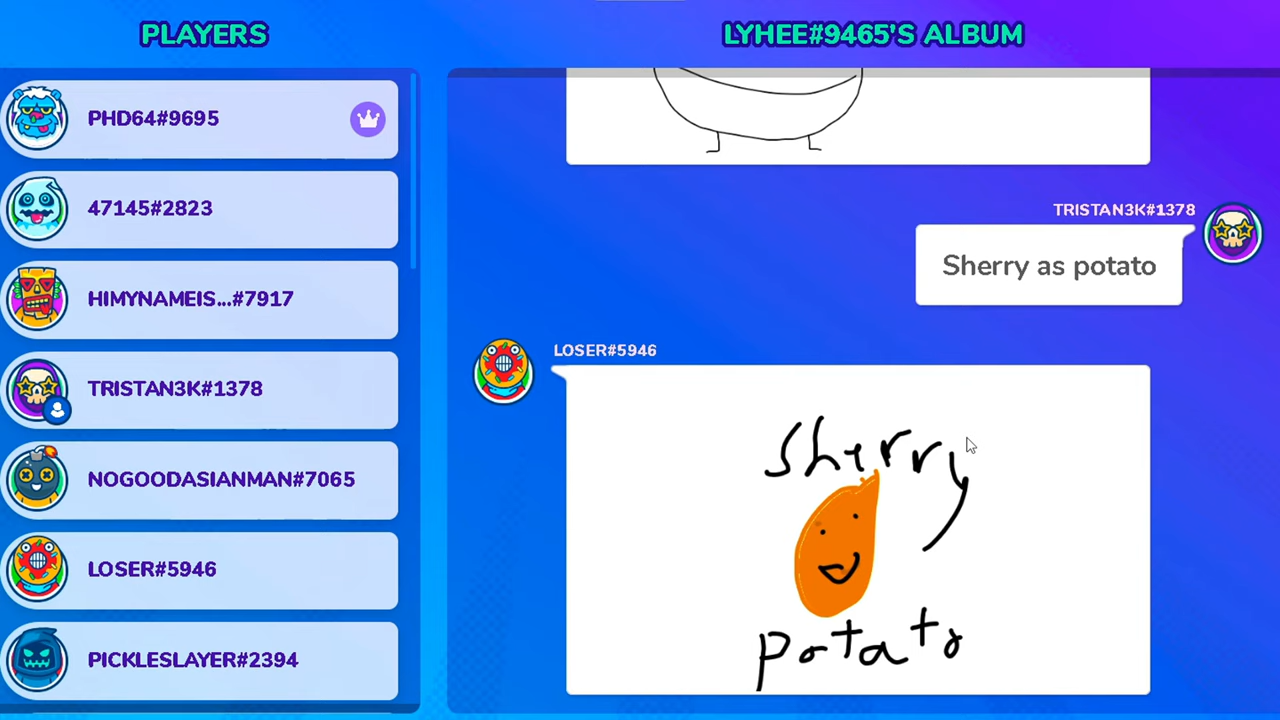 PLAYERS
PHD64#9695
47145#2823
HIMYNAMEIS...#7917
TRISTAN3K#1378
NOGOODASIANMAN#7065
LOSER#5946
PICKLESLAYER#2394
LYHEE#9465'S ALBUM
TRISTAN3K#1378
Sherry as potato
LOSER#5946
Sherry
potato